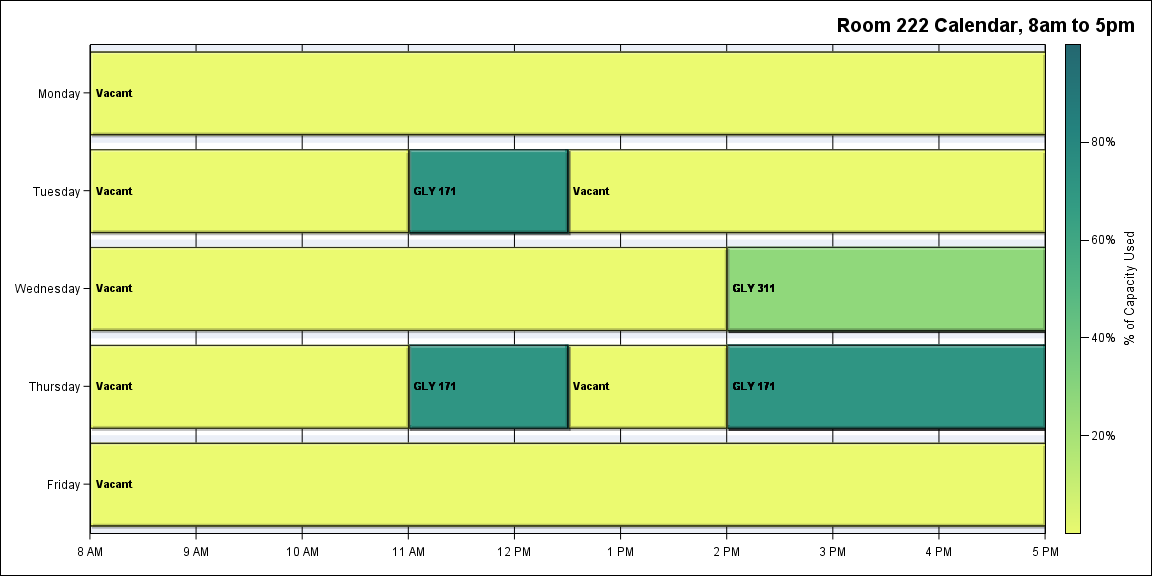 Room 222 Calendar, 8am to 5pm
Monday
Vacant
Tuesday
Vacant
GLY 171
Vacant
Wednesday
Vacant
GLY 311
Thursday
Vacant
GLY 171
Vacant
GLY 171
Friday
Vacant
8 AM 9 AM 10 AM 11 AM 12 PM 1 PM 2 PM 3 PM 4 PM 5 PM
80%
60%
40%
20%
% of Capacity Used